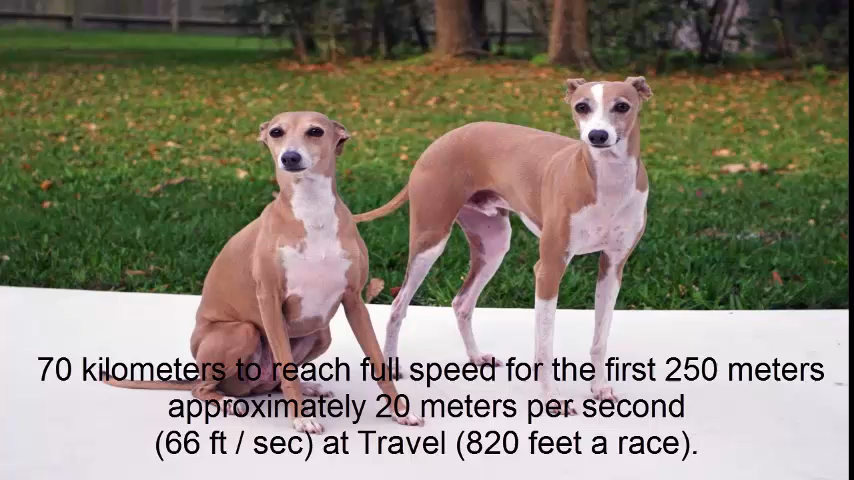 70 kilometers to reach full speed for the first 250 meters
approximately 20 meters per second
(66 ft / sec) at Travel (820 feet a race).